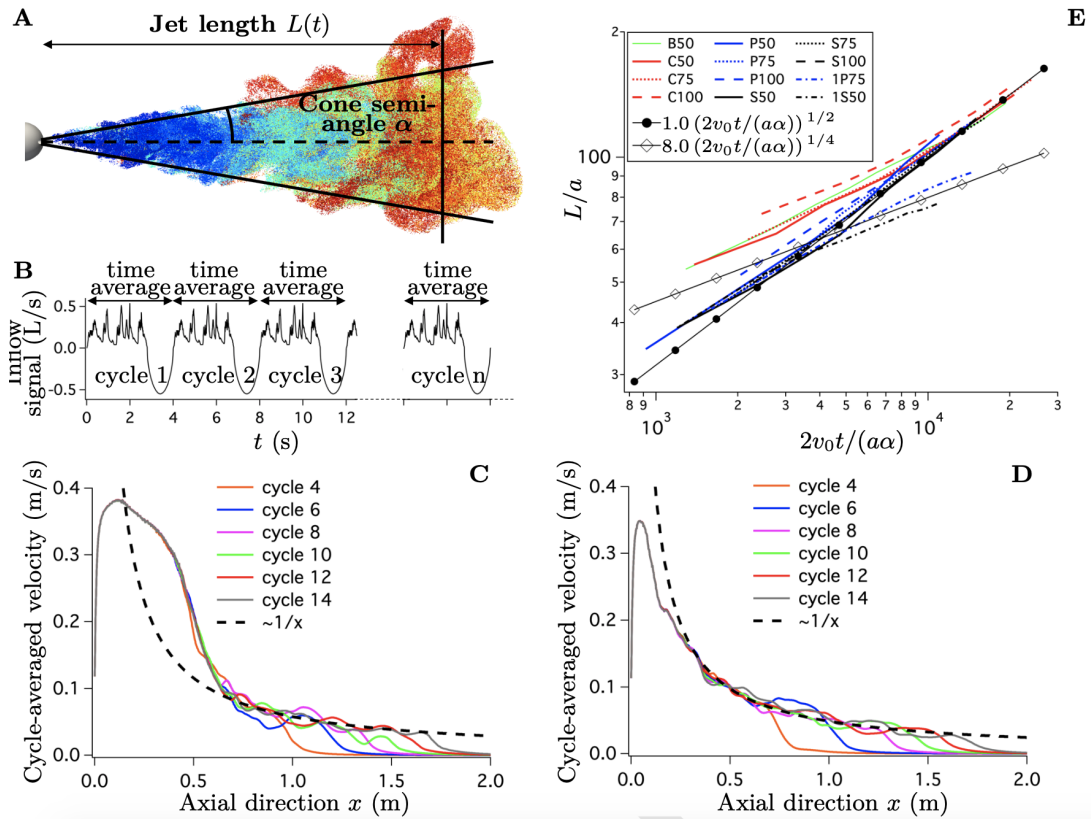 A
Jet length L(t)
Cone semi-
angle α
B
time
average
time
average
time
average
time
average
Inflow
signal (L/s)
0.5
0.0
-0.5
cycle 1
cycle 2
cycle 3
cycle n
0
2
4
6
8
10
12
t (s)
E
L/a
2
100
9
8
7
6
5
4
3
B50
C50
C75
C100
P50
P75
P100
S50
S75
S100
1P75
1S50
1.0 (2v₀t/(aα))^1/2
8.0 (2v₀t/(aα))^1/4
8 9
10³
2 3 4 5 6 7 8 9
10⁴
2 3
2v₀t/(aα)
C
Cycle-averaged velocity (m/s)
0.4
0.3
0.2
0.1
0.0
cycle 4
cycle 6
cycle 8
cycle 10
cycle 12
cycle 14
~1/x
0.0
0.5
1.0
1.5
2.0
Axial direction x (m)
D
Cycle-averaged velocity (m/s)
0.4
0.3
0.2
0.1
0.0
cycle 4
cycle 6
cycle 8
cycle 10
cycle 12
cycle 14
~1/x
0.0
0.5
1.0
1.5
2.0
Axial direction x (m)